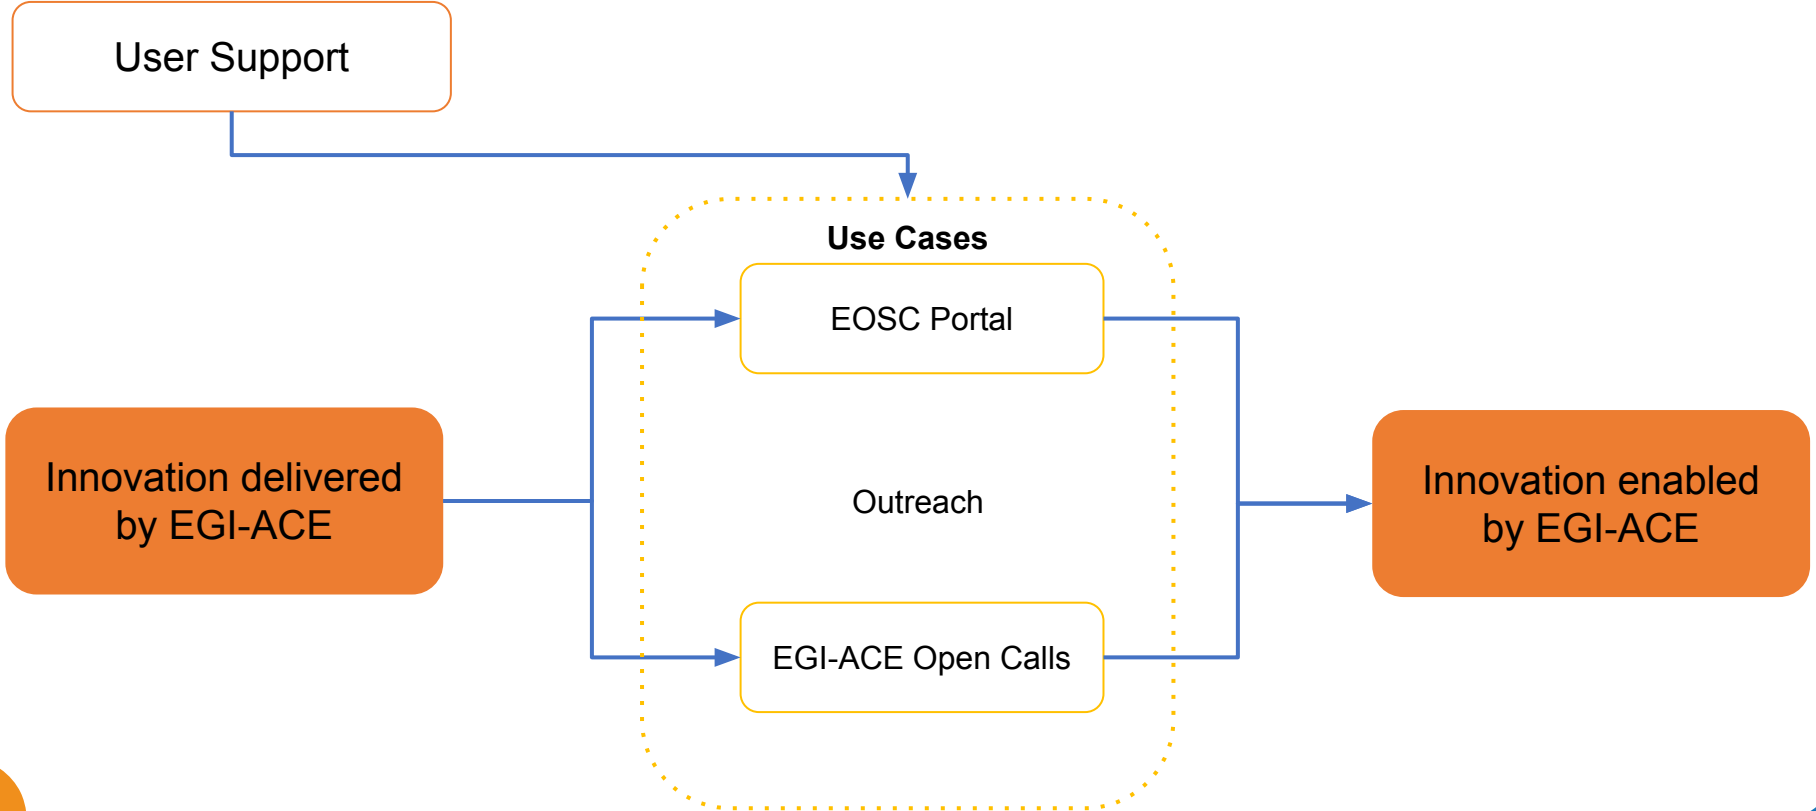 User Support
Use Cases
EOSC Portal
Innovation delivered
by EGI-ACE
Outreach
Innovation enabled
by EGI-ACE
EGI-ACE Open Calls